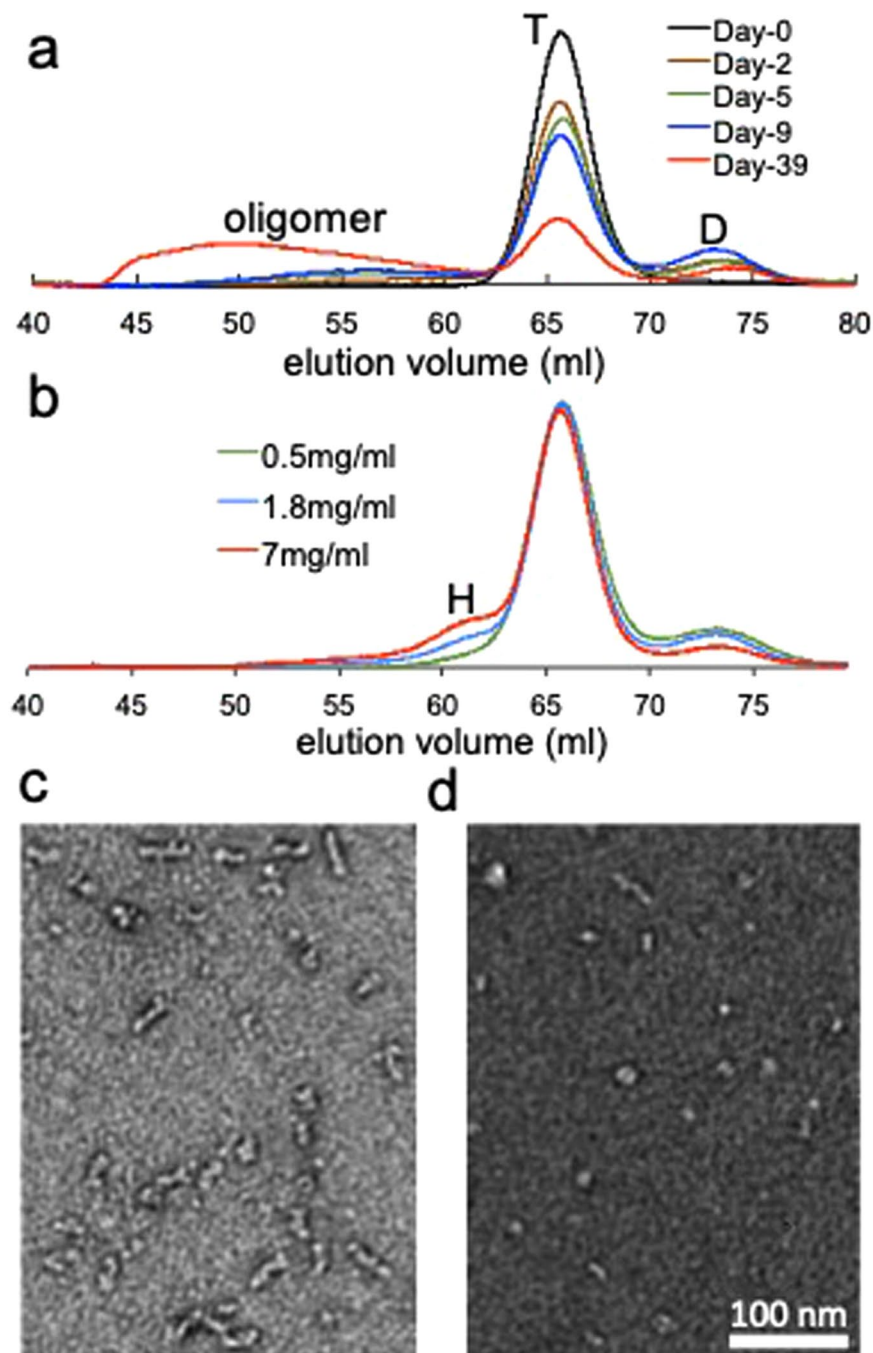 a
T
Day-0
Day-2
Day-5
Day-9
Day-39
oligomer
D
40 45 50 55 60 65 70 75 80
elution volume (ml)
b
0.5mg/ml
1.8mg/ml
7mg/ml
H
40 45 50 55 60 65 70 75
elution volume (ml)
c d
100 nm